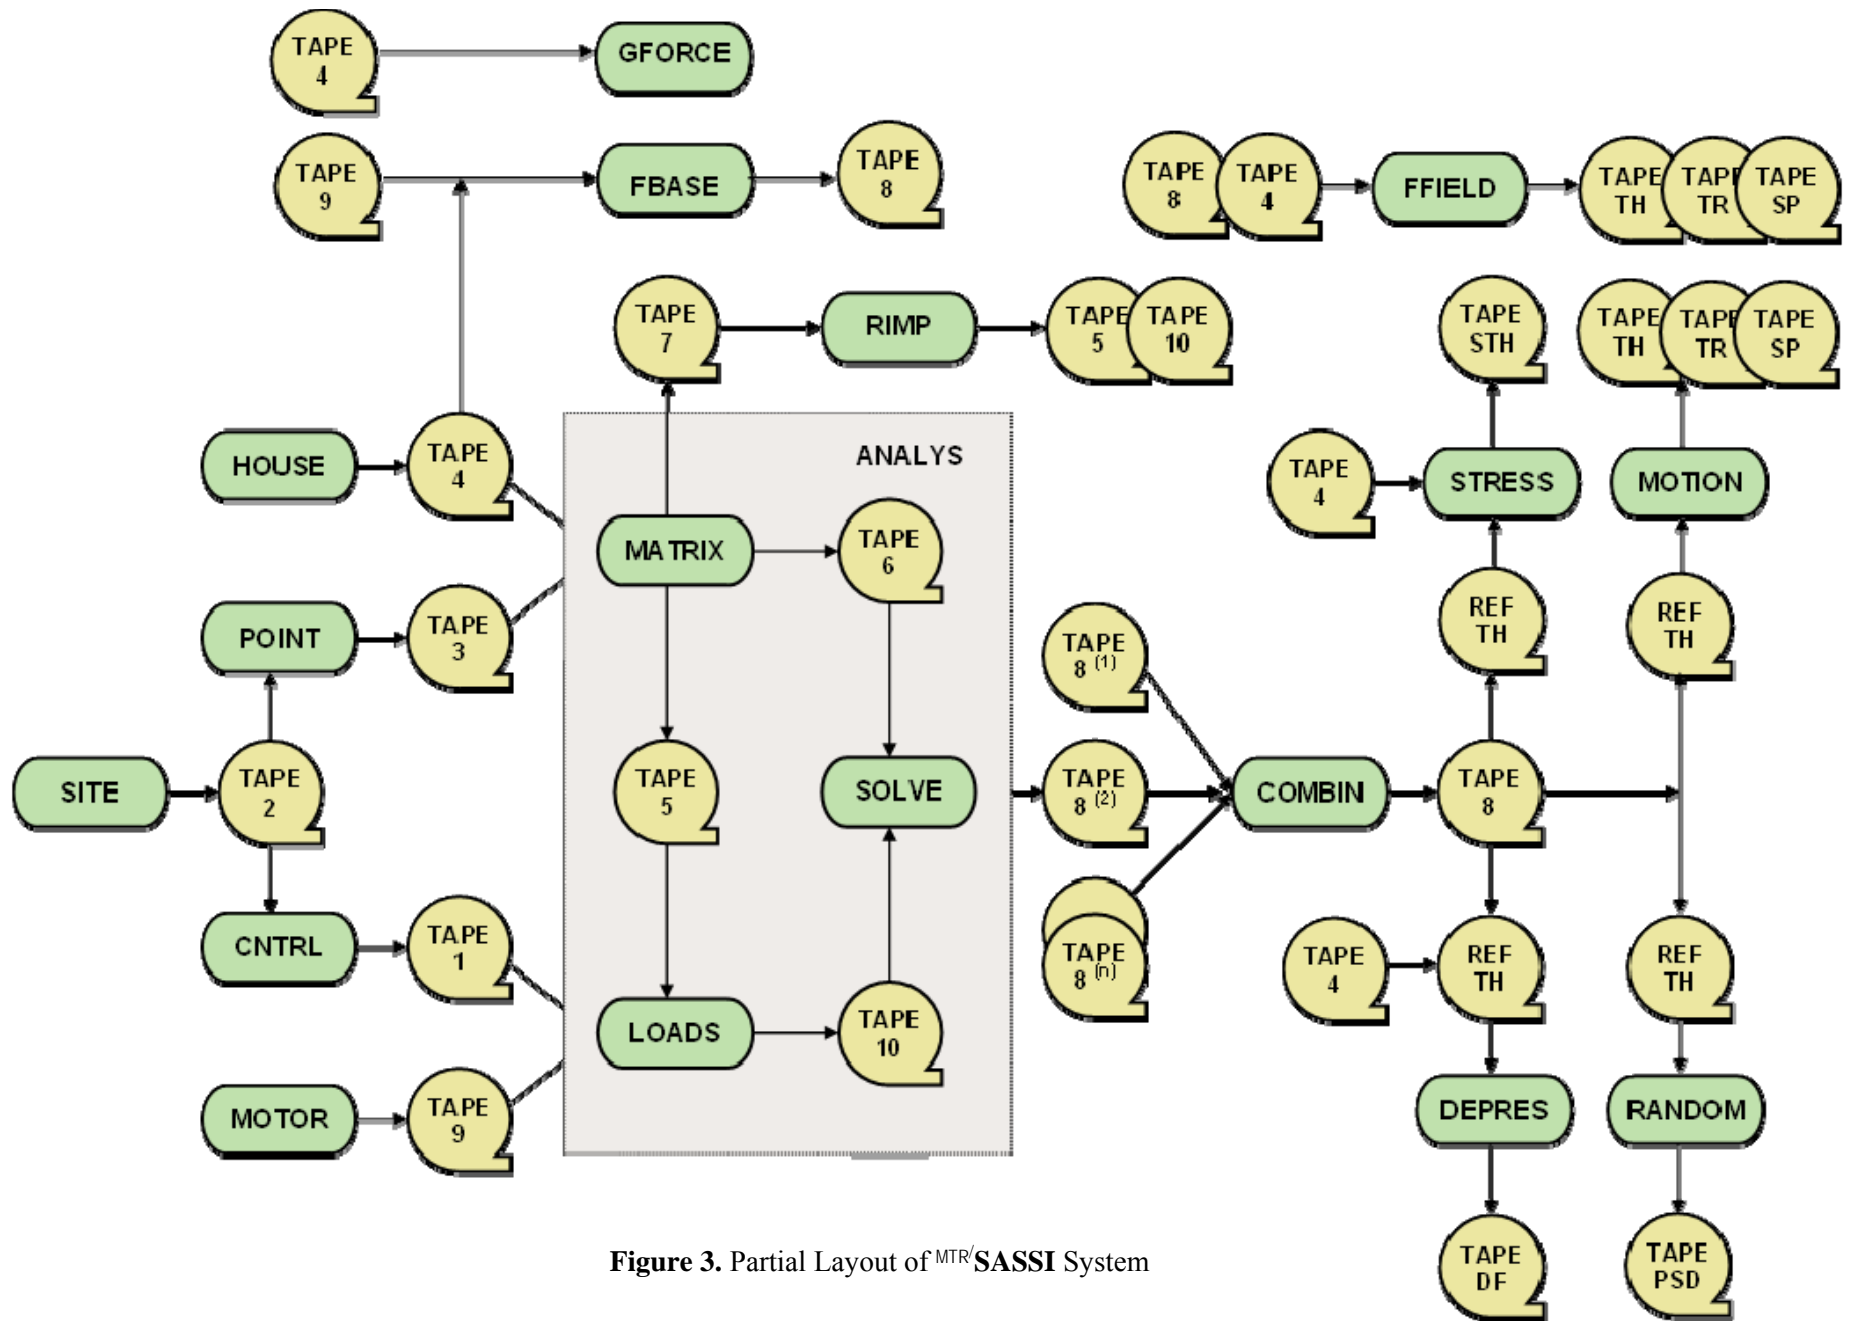 TAPE
4
GFORCE
TAPE
9
FBASE
TAPE
8
TAPE
8
TAPE
4
FFIELD
TAPE
TH
TAPE
TR
TAPE
SP
TAPE
7
RIMP
TAPE
5
TAPE
10
TAPE
STH
TAPE
TH
TAPE
TR
TAPE
SP
HOUSE
TAPE
4
ANALYS
TAPE
4
STRESS
MOTION
MATRIX
TAPE
6
POINT
TAPE
3
TAPE
8 (1)
REF
TH
REF
TH
SITE
TAPE
2
TAPE
5
SOLVE
TAPE
8 (2)
COMBIN
TAPE
8
CNTRL
TAPE
1
TAPE
8 (n)
TAPE
4
REF
TH
REF
TH
LOADS
TAPE
10
MOTOR
TAPE
9
DEPRES
RANDOM
TAPE
DF
TAPE
PSD
Figure 3. Partial Layout of MTR/SASSI System